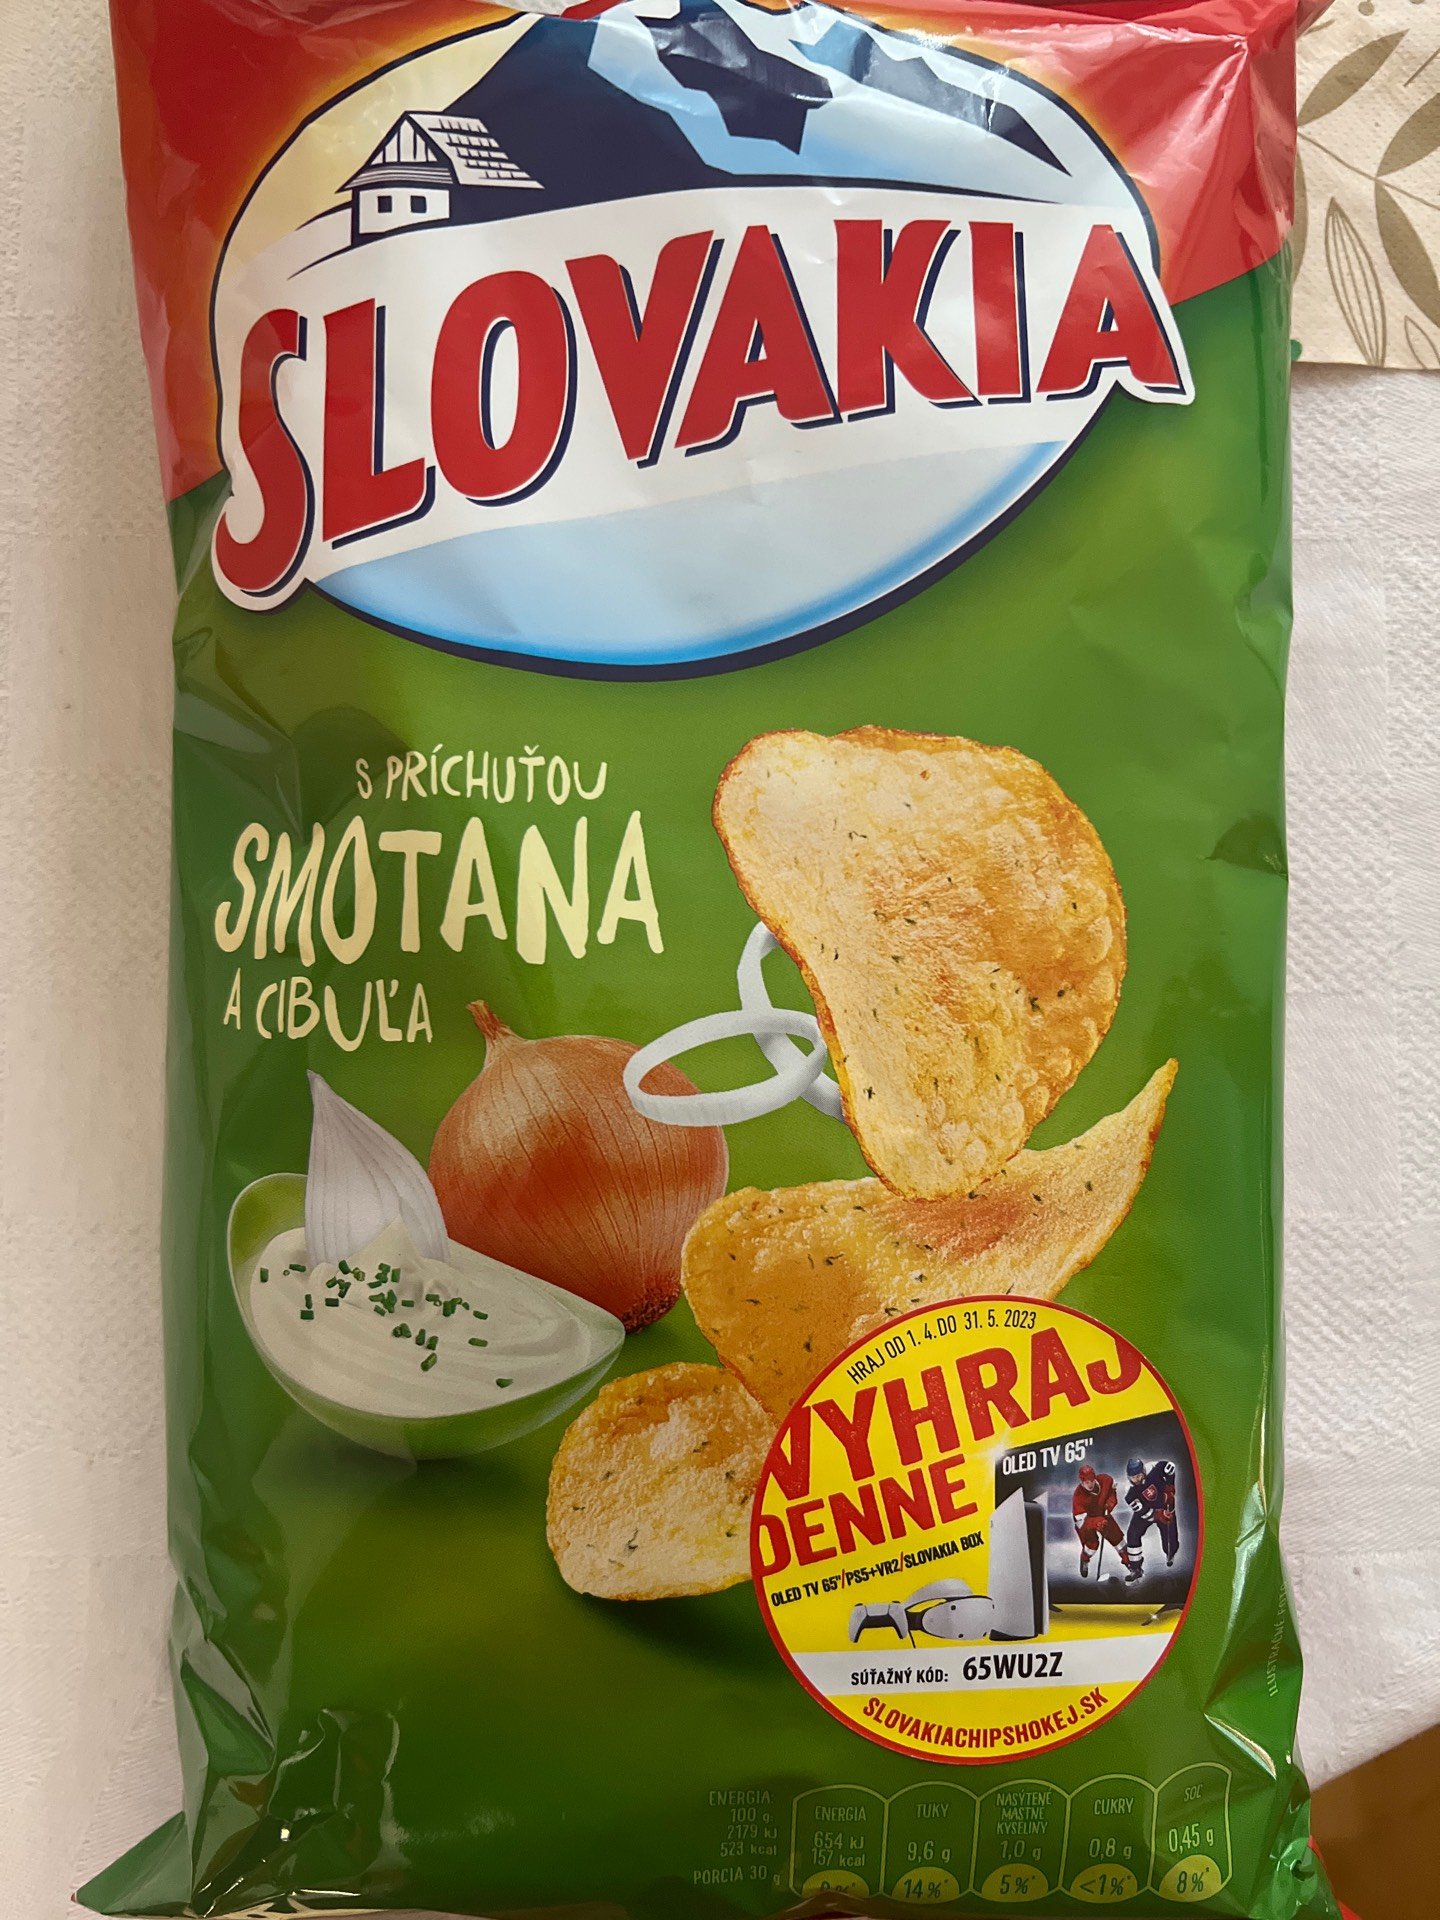 SLOVAKIA
S PRÍCHUŤOU
SMOTANA
A CIBUĽA
HRAJ OD 1. 4. DO 31. 5. 2023
VYHRAJ
DENNE
OLED TV 65"
OLED TV 65"/PS5+VR2/SLOVAKIA BOX
SÚŤAŽNÝ KÓD: 65WU2Z
SLOVAKIACHIPSHOKEJ.SK
ILUSTRAČNÉ FOTO
ENERGIA:
100 g:
2179 kJ
523 kcal
PORCIA 30 g
ENERGIA
654 kJ
157 kcal
TUKY
9,6 g
14%*
NASÝTENÉ
MASTNÉ
KYSELINY
1,0 g
5%*
CUKRY
0,8 g
<1%*
SOĽ
0,45 g
8%*